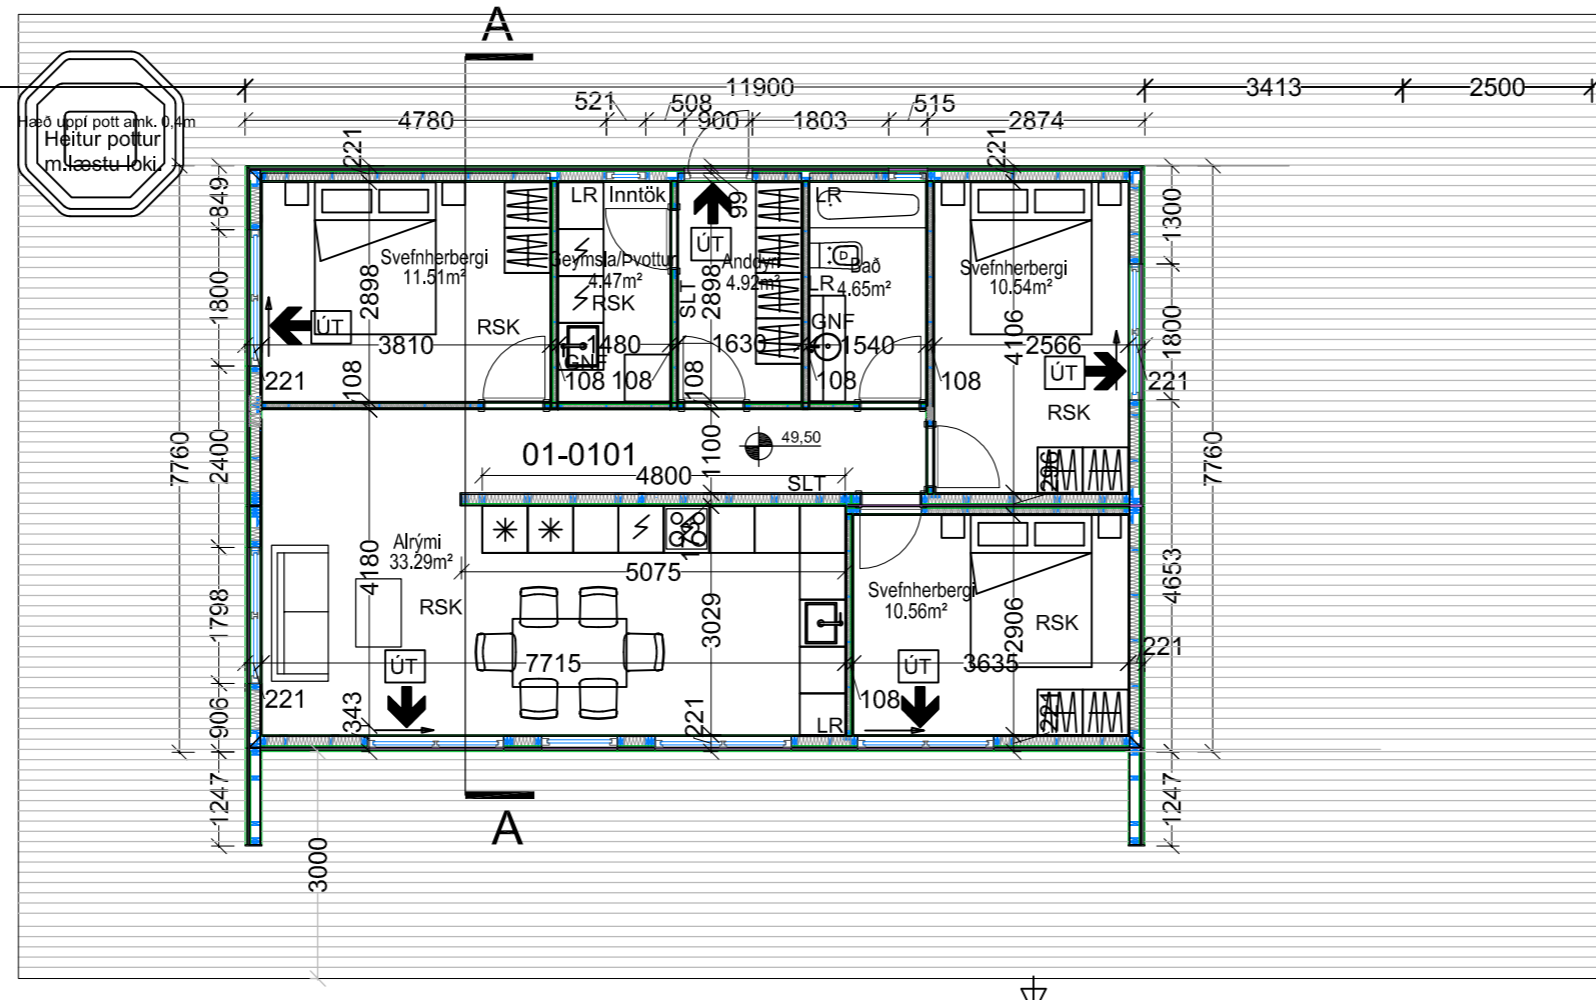 A
11900
3413
2500
521
508
515
4780
900
1803
2874
Hæð uppí pott amk. 0,4m
Heitur pottur
m.læstu loki.
221
221
849
1300
LR
Inntök
LR
99
ÚT
Svefnherbergi
11.51m²
Geymsla/Þvottur
4.47m²
Anddyri
4.92m²
Bað
4.65m²
Svefnherbergi
10.54m²
2898
RSK
SLT
2898
LR
GNF
4106
1800
1800
ÚT
RSK
3810
1480
1630
1540
2566
GNF
ÚT
221
108
108
108
108
108
108
221
RSK
7760
2400
01-0101
1100
49,50
7760
4800
SLT
296
Alrými
33.29m²
4180
5075
Svefnherbergi
10.56m²
4653
1798
RSK
3029
2906
RSK
ÚT
7715
ÚT
3635
221
906
221
343
221
108
LR
221
1247
1247
A
3000